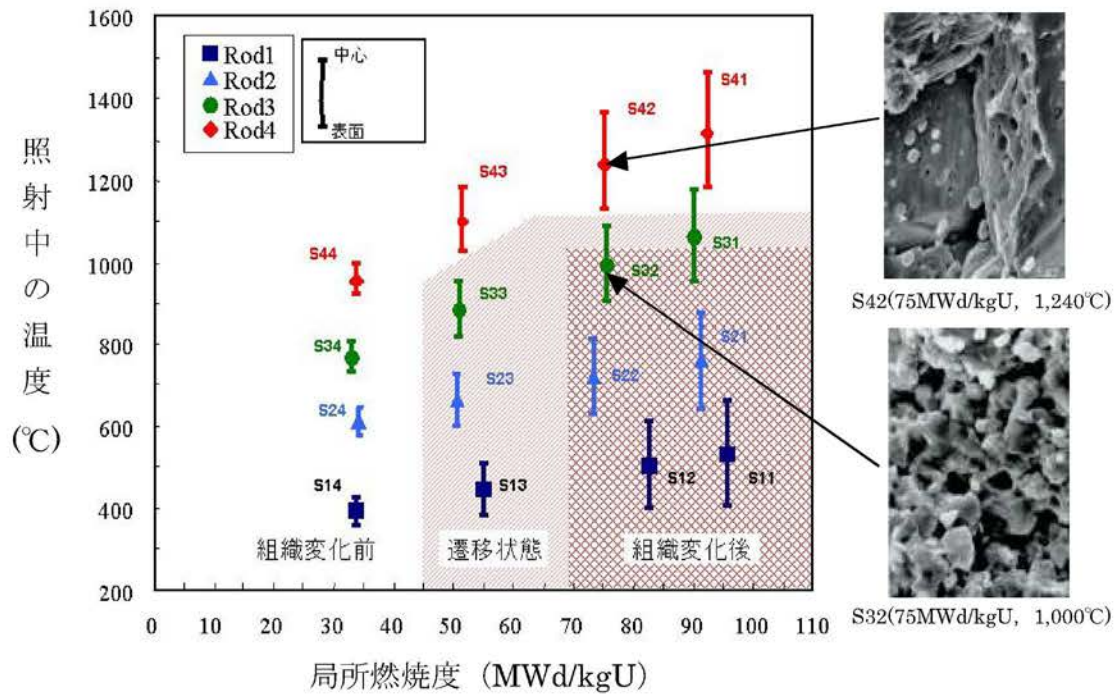 1600
1400
1200
1000
800
600
400
200
照射中の温度
(℃)
Rod1
Rod2
Rod3
Rod4
中心
表面
S41
S42
S43
S44
S31
S32
S33
S34
S21
S22
S23
S24
S11
S12
S13
S14
組織変化前
遷移状態
組織変化後
0 10 20 30 40 50 60 70 80 90 100 110
局所燃焼度 (MWd/kgU)
S42(75MWd/kgU, 1,240℃)
S32(75MWd/kgU, 1,000℃)